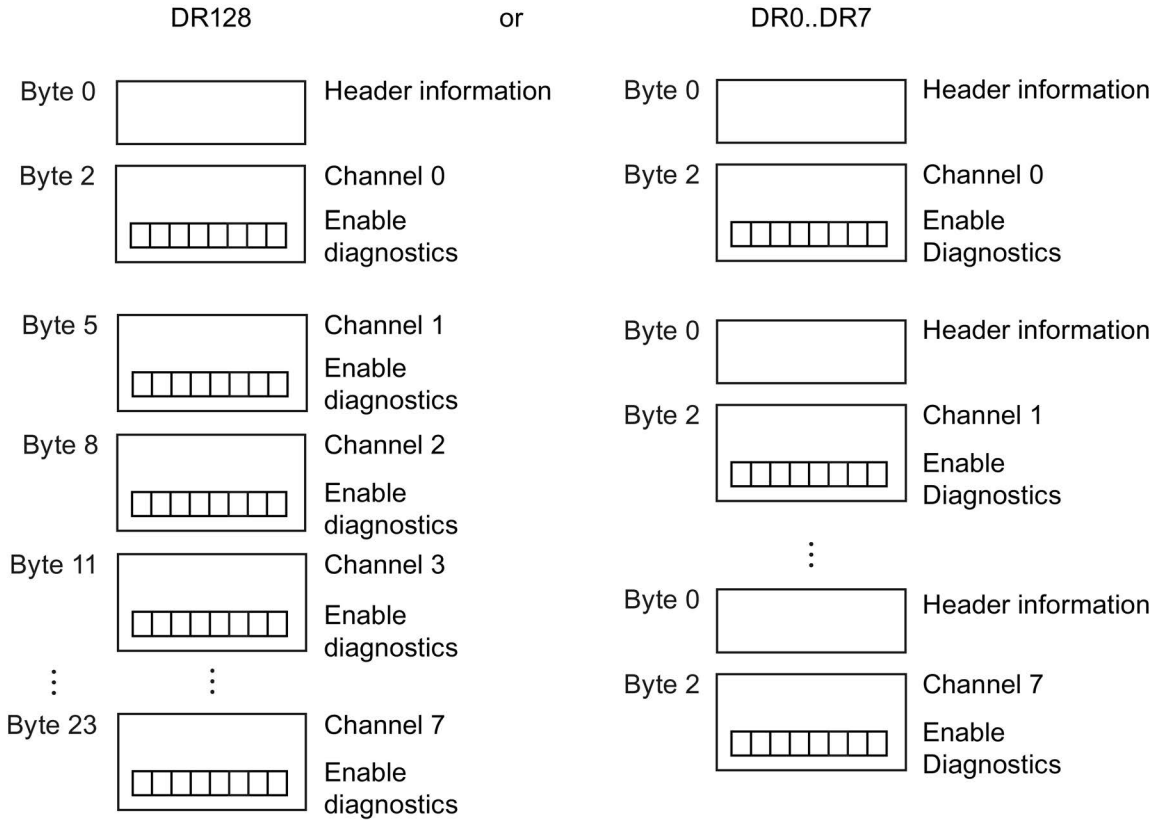 DR128 or DR0..DR7
Byte 0 Header information
Byte 2 Channel 0
Enable
diagnostics
Byte 5 Channel 1
Enable
diagnostics
Byte 8 Channel 2
Enable
diagnostics
Byte 11 Channel 3
Enable
diagnostics
Byte 23 Channel 7
Enable
diagnostics
Byte 0 Header information
Byte 2 Channel 0
Enable
Diagnostics
Byte 0 Header information
Byte 2 Channel 1
Enable
Diagnostics
Byte 0 Header information
Byte 2 Channel 7
Enable
Diagnostics